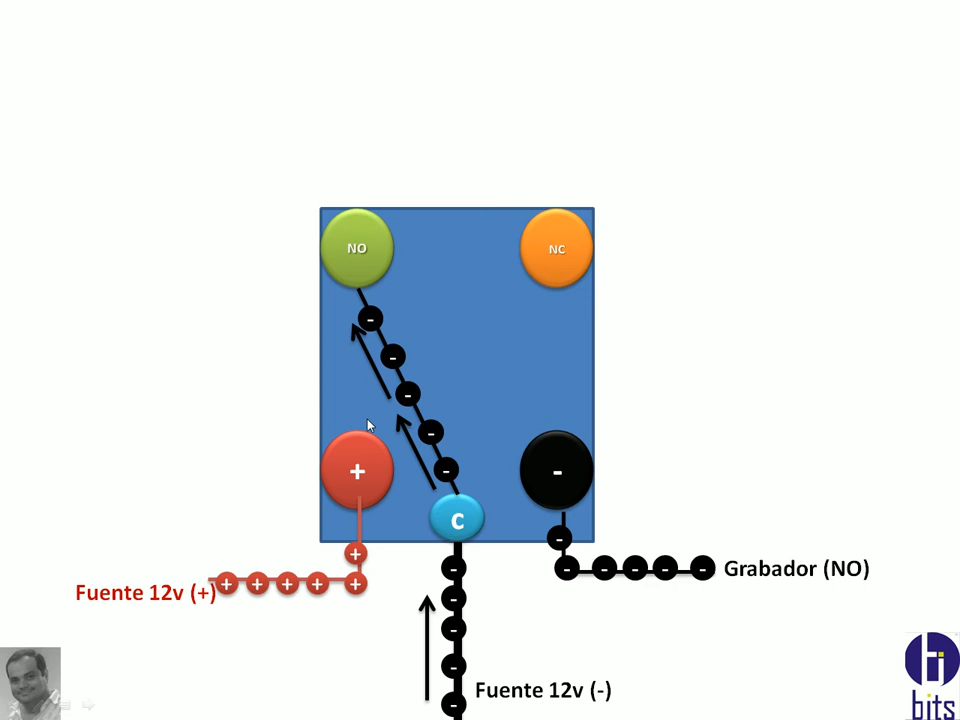 NO
NC
-
-
-
-
-
+
-
C
-
+
+ + + + +
- - - - -
Grabador (NO)
Fuente 12v (+)
-
-
-
-
-
Fuente 12v (-)
bits